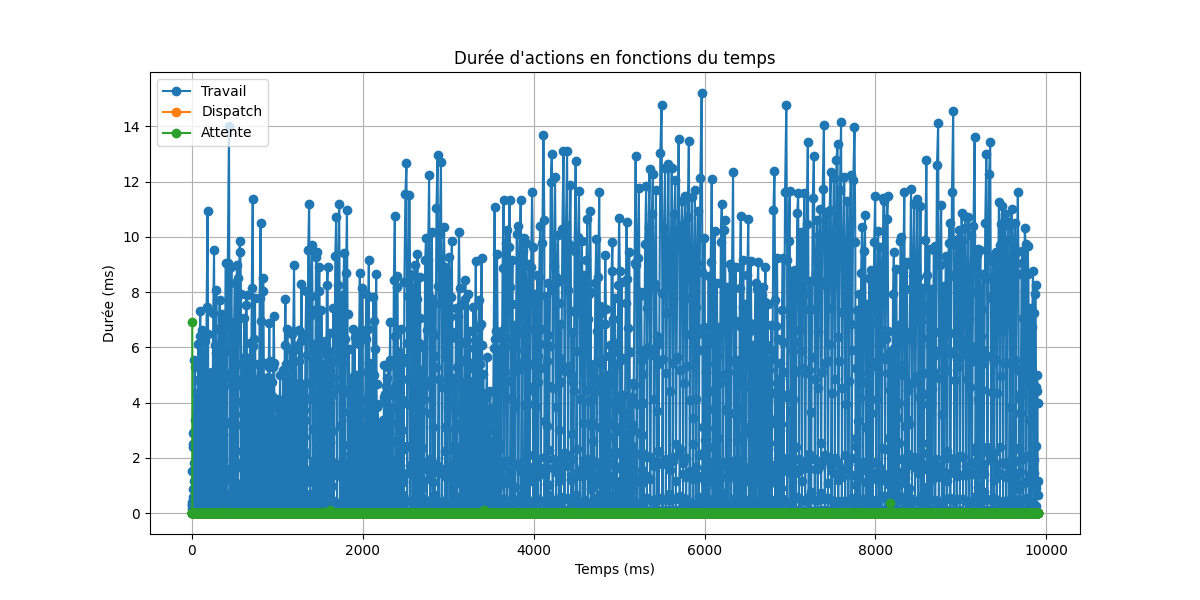 Durée d'actions en fonctions du temps
Travail
Dispatch
Attente
Durée (ms)
14
12
10
8
6
4
2
0
0 2000 4000 6000 8000 10000
Temps (ms)